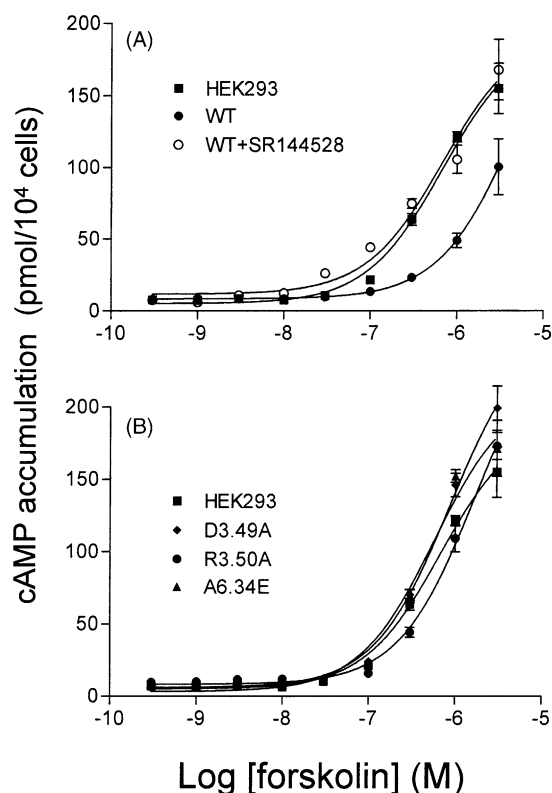 cAMP accumulation (pmol/10⁴ cells)
(A)
200
150
100
50
0
HEK293
WT
WT+SR144528
-10 -9 -8 -7 -6 -5
(B)
200
150
100
50
0
HEK293
D3.49A
R3.50A
A6.34E
-10 -9 -8 -7 -6 -5
Log [forskolin] (M)